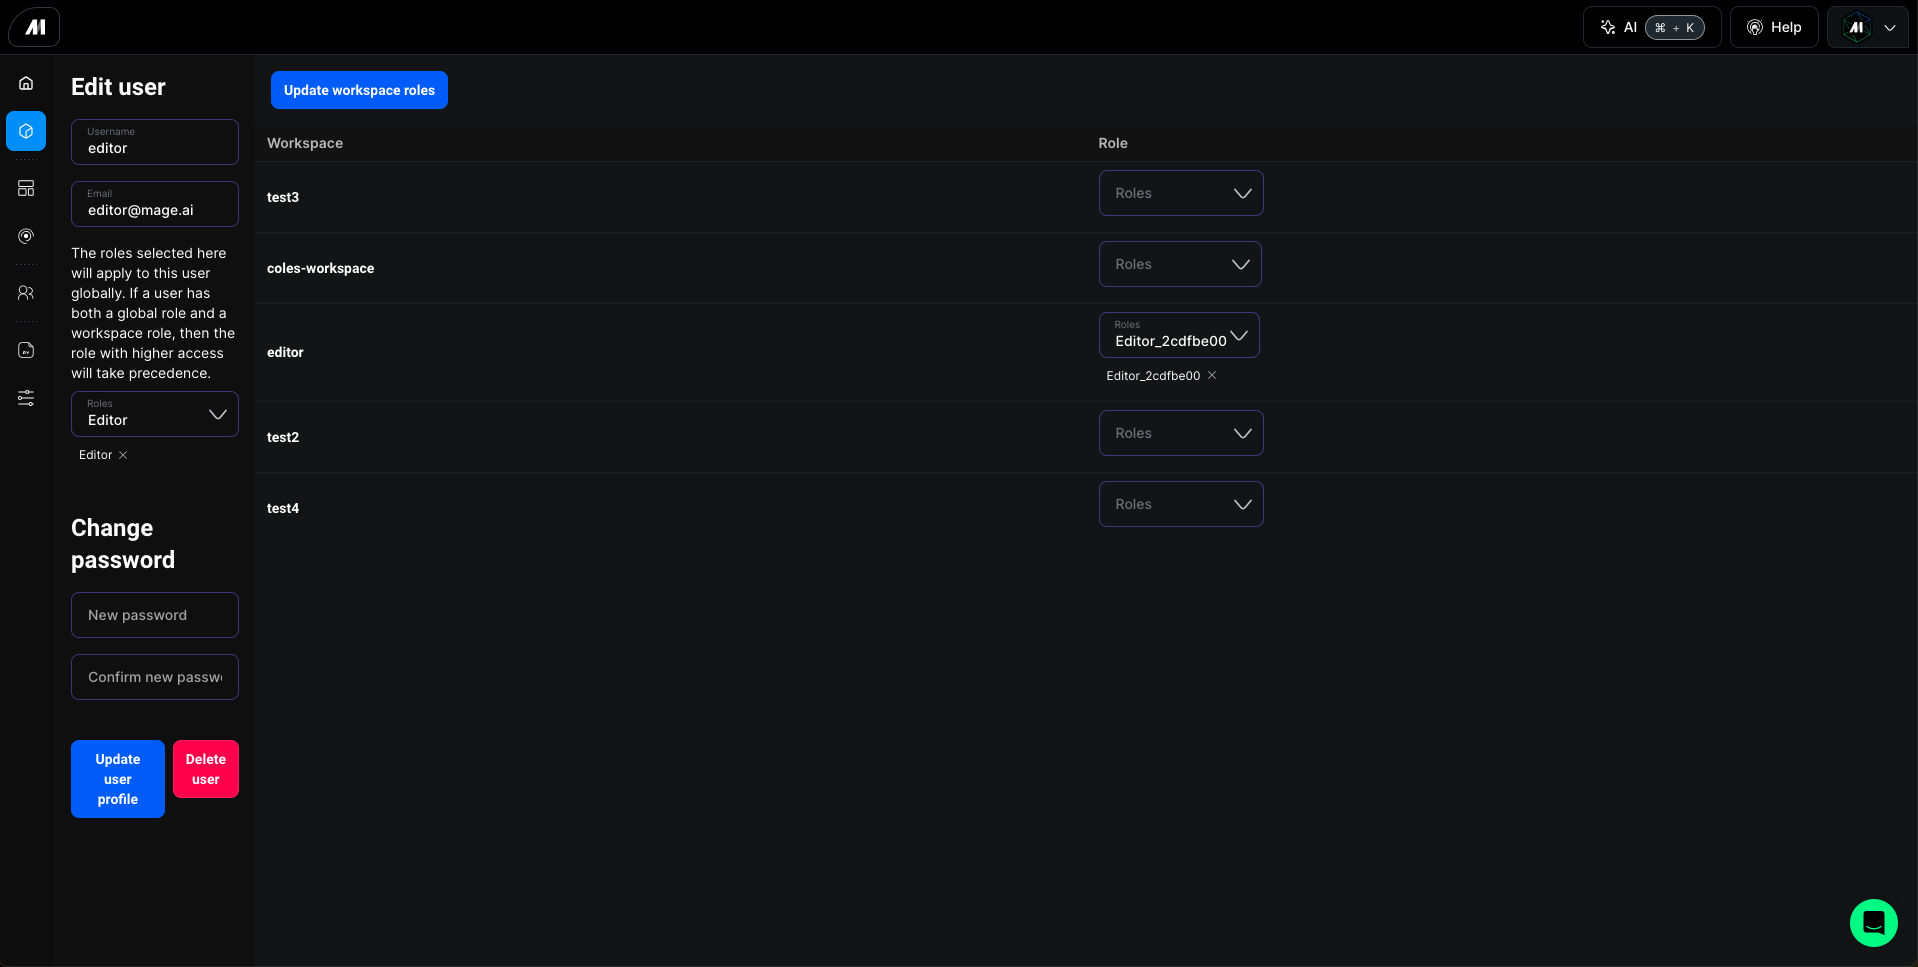 AI ⌘ + K
Help
Edit user
Username
editor
Email
editor@mage.ai
The roles selected here
will apply to this user
globally. If a user has
both a global role and a
workspace role, then the
role with higher access
will take precedence.
Roles
Editor
Editor ×
Change
password
New password
Confirm new passw
Update
user
profile
Delete
user
Update workspace roles
Workspace Role
test3 Roles
coles-workspace Roles
Roles
editor Editor_2cdfbe00
Editor_2cdfbe00 ×
test2 Roles
test4 Roles